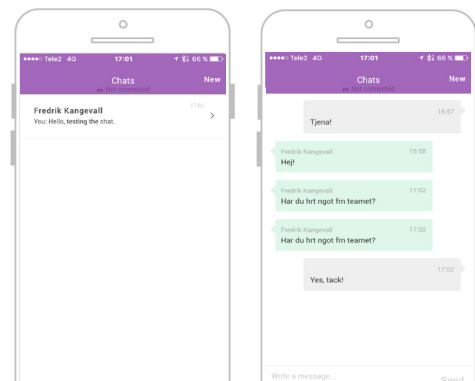 Tele2 4G 17:01 66 %
Chats New
Not connected
Fredrik Kangevall 17:01
You: Hello, testing the chat.
Tele2 4G 17:01 66 %
Chats New
Not connected
16:57
Tjena!
Fredrik Kangevall 16:58
Hej!
Fredrik Kangevall 17:02
Har du hrt ngot frn teamet?
Fredrik Kangevall 17:02
Har du hrt ngot frn teamet?
17:02
Yes, tack!
Write a message... Send